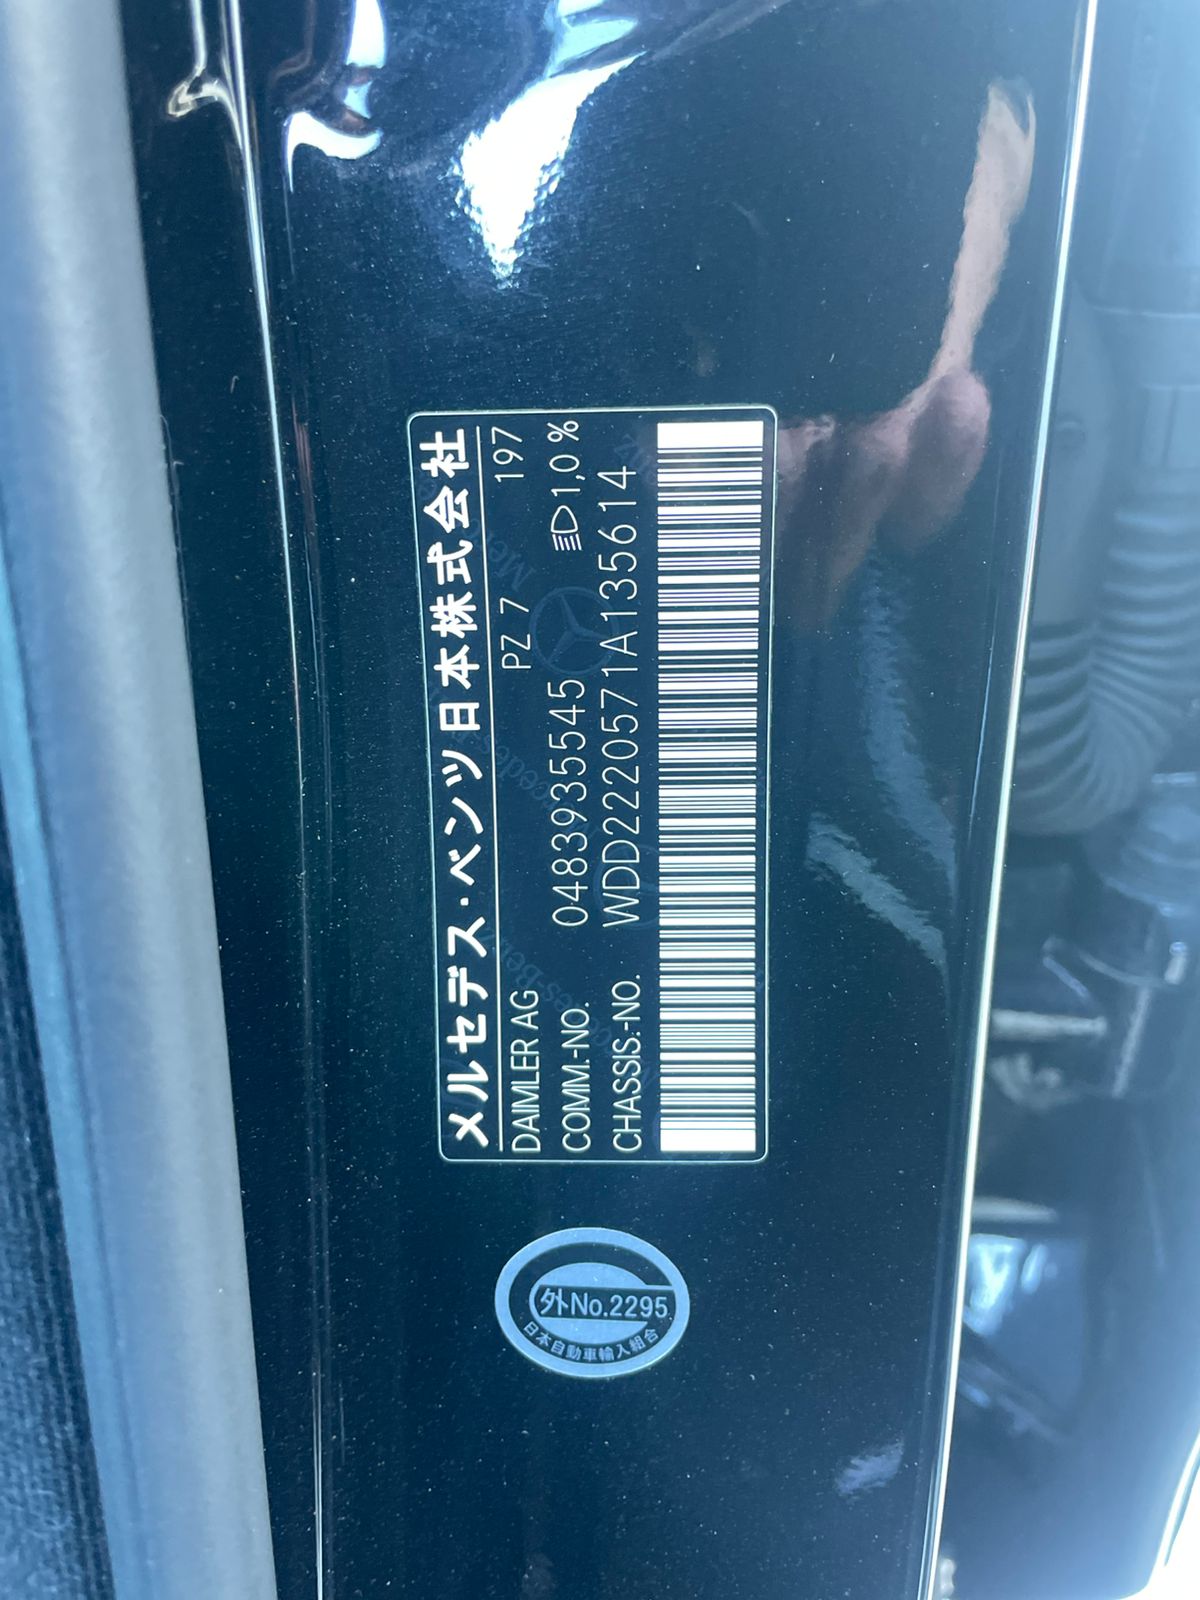 メルセデス・ベンツ日本株式会社
DAIMLER AG PZ 7 197
COMM.-NO. 0483935545 1,0%
CHASSIS.-NO. WDD2220571A135614
外No.2295
日本自動車輸入組合